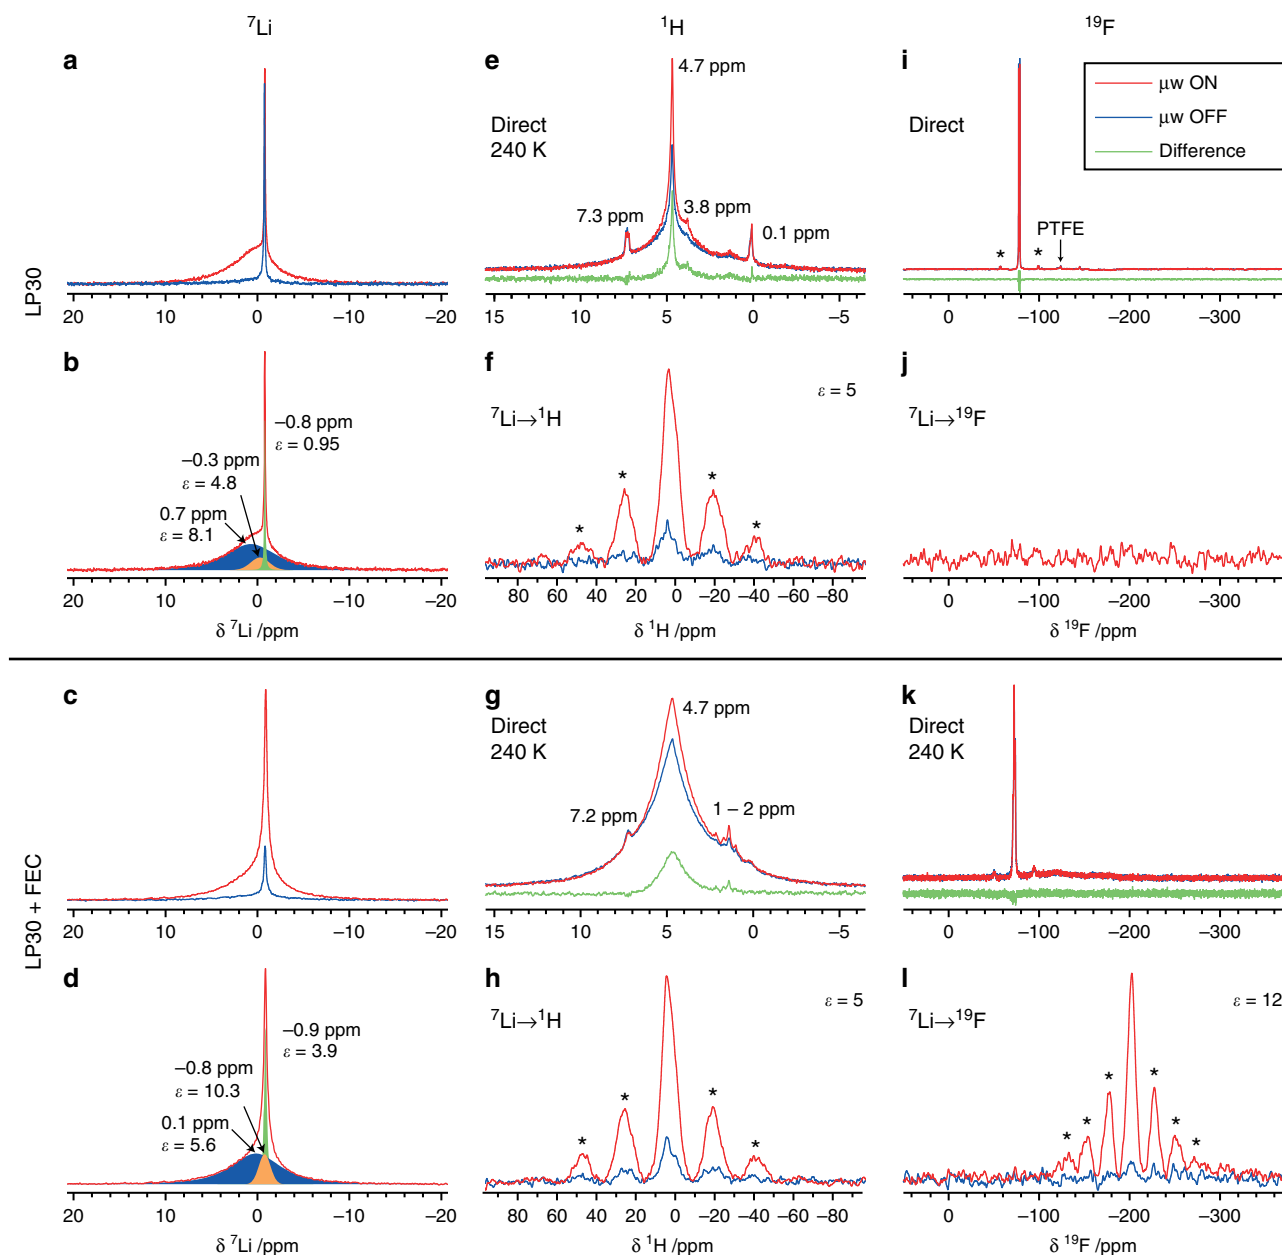 ⁷Li
¹H
¹⁹F
LP30
a
20 10 0 −10 −20
e
Direct
240 K
4.7 ppm
7.3 ppm
3.8 ppm
0.1 ppm
15 10 5 0 −5
i
Direct
μw ON
μw OFF
Difference
* * PTFE
0 −100 −200 −300
b
−0.8 ppm
ε = 0.95
−0.3 ppm
ε = 4.8
0.7 ppm
ε = 8.1
20 10 0 −10 −20
δ ⁷Li /ppm
f
⁷Li→¹H
ε = 5
* * * *
80 60 40 20 0 −20 −40 −60 −80
δ ¹H /ppm
j
⁷Li→¹⁹F
0 −100 −200 −300
δ ¹⁹F /ppm
LP30 + FEC
c
20 10 0 −10 −20
g
Direct
240 K
4.7 ppm
7.2 ppm
1 – 2 ppm
15 10 5 0 −5
k
Direct
240 K
0 −100 −200 −300
d
−0.9 ppm
ε = 3.9
−0.8 ppm
ε = 10.3
0.1 ppm
ε = 5.6
20 10 0 −10 −20
δ ⁷Li /ppm
h
⁷Li→¹H
ε = 5
* * * *
80 60 40 20 0 −20 −40 −60 −80
δ ¹H /ppm
l
⁷Li→¹⁹F
ε = 12
* * * * * *
0 −100 −200 −300
δ ¹⁹F /ppm